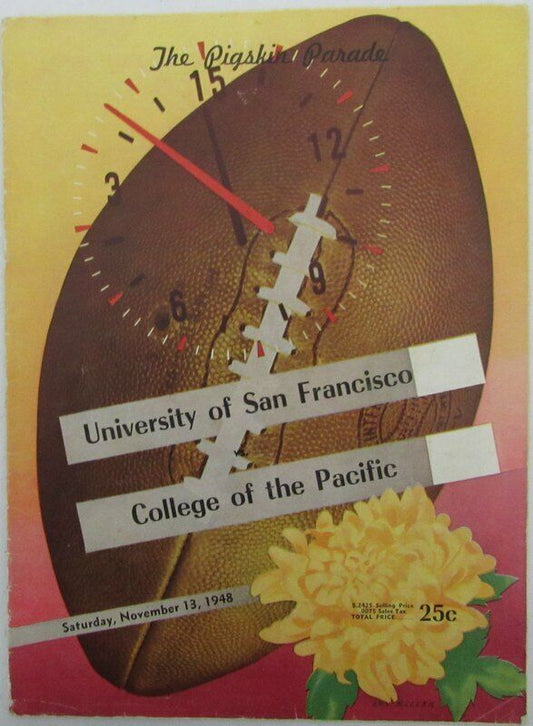 The Pigskin Parade
15
12
3
9
6
University of San Francisco
College of the Pacific
Saturday, November 13, 1948
$.2425 Selling Price
.0075 Sales Tax
TOTAL PRICE 25c